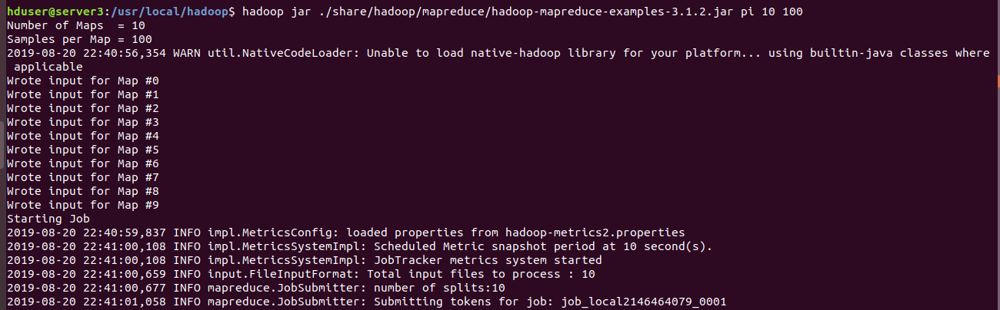 hduser@server3:/usr/local/hadoop$ hadoop jar ./share/hadoop/mapreduce/hadoop-mapreduce-examples-3.1.2.jar pi 10 100
Number of Maps  = 10
Samples per Map = 100
2019-08-20 22:40:56,354 WARN util.NativeCodeLoader: Unable to load native-hadoop library for your platform... using builtin-java classes where
 applicable
Wrote input for Map #0
Wrote input for Map #1
Wrote input for Map #2
Wrote input for Map #3
Wrote input for Map #4
Wrote input for Map #5
Wrote input for Map #6
Wrote input for Map #7
Wrote input for Map #8
Wrote input for Map #9
Starting Job
2019-08-20 22:40:59,837 INFO impl.MetricsConfig: loaded properties from hadoop-metrics2.properties
2019-08-20 22:41:00,108 INFO impl.MetricsSystemImpl: Scheduled Metric snapshot period at 10 second(s).
2019-08-20 22:41:00,108 INFO impl.MetricsSystemImpl: JobTracker metrics system started
2019-08-20 22:41:00,659 INFO input.FileInputFormat: Total input files to process : 10
2019-08-20 22:41:00,677 INFO mapreduce.JobSubmitter: number of splits:10
2019-08-20 22:41:01,058 INFO mapreduce.JobSubmitter: Submitting tokens for job: job_local2146464079_0001